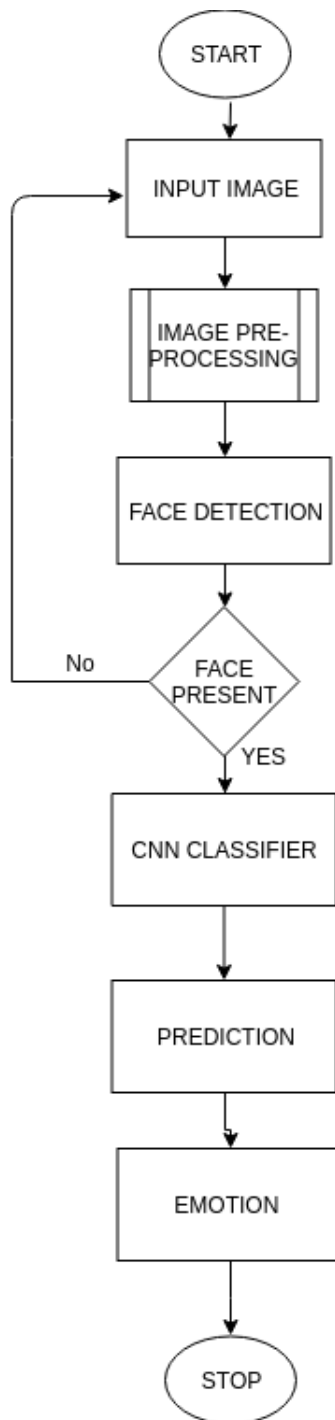 START
INPUT IMAGE
IMAGE PRE-
PROCESSING
FACE DETECTION
No
FACE
PRESENT
YES
CNN CLASSIFIER
PREDICTION
EMOTION
STOP